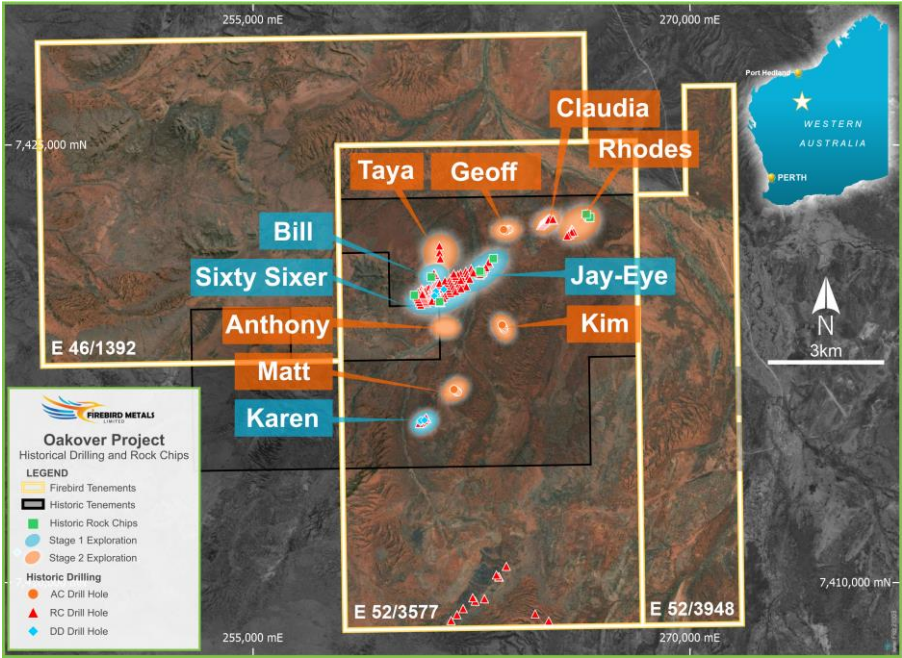 255,000 mE
270,000 mE
Port Hedland
WESTERN
AUSTRALIA
PERTH
7,425,000 mN
Claudia
Rhodes
Taya
Geoff
Bill
Sixty Sixer
Jay-Eye
Anthony
Kim
N
3km
E 46/1392
Matt
Karen
FIREBIRD METALS
LIMITED
Oakover Project
Historical Drilling and Rock Chips
LEGEND
Firebird Tenements
Historic Tenements
Historic Rock Chips
Stage 1 Exploration
Stage 2 Exploration
Historic Drilling
AC Drill Hole
RC Drill Hole
DD Drill Hole
7,410,000 mN
E 52/3577
E 52/3948
255,000 mE
270,000 mE